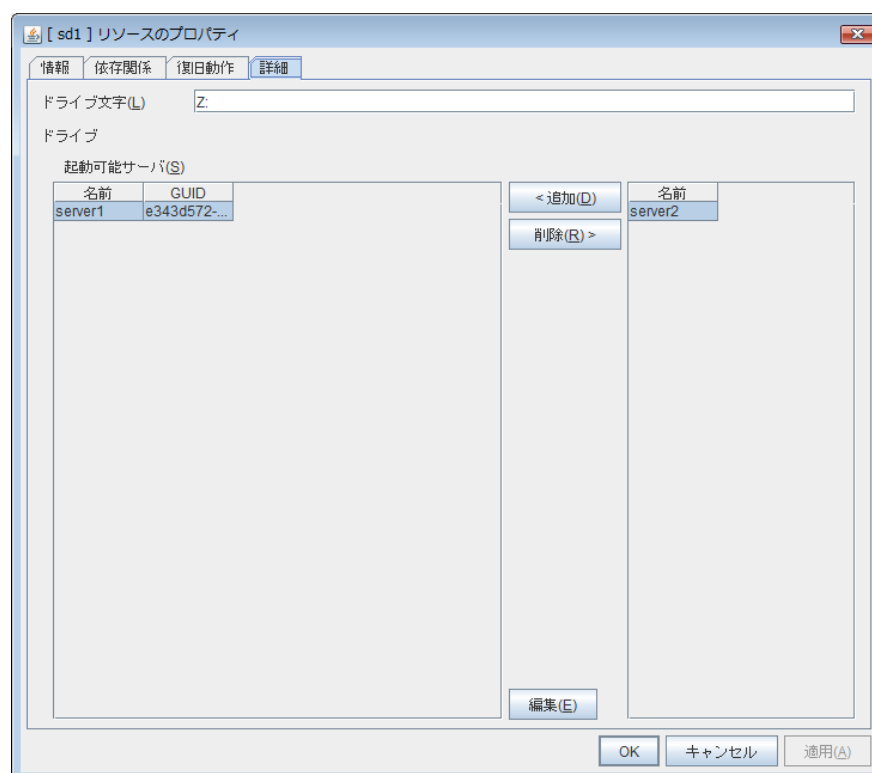 [ sd1 ] リソースのプロパティ
情報 依存関係 復旧動作 詳細
ドライブ文字(L) Z:
ドライブ
起動可能サーバ(S)
名前 GUID < 追加(D) 名前
server1 e343d572-... server2
削除(R) >
編集(E)
OK キャンセル 適用(A)